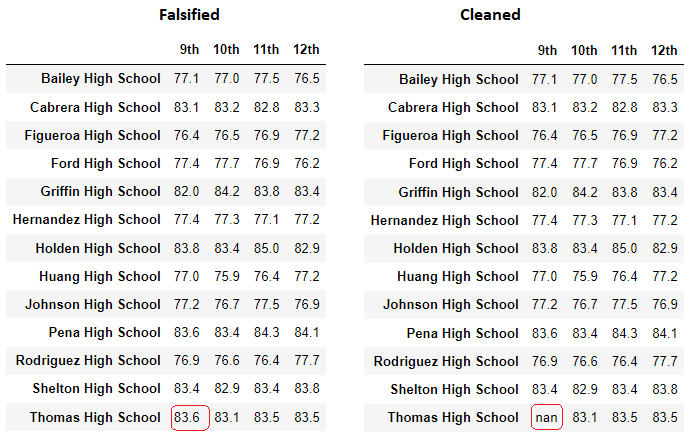 Falsified Cleaned
9th 10th 11th 12th 9th 10th 11th 12th
Bailey High School 77.1 77.0 77.5 76.5 Bailey High School 77.1 77.0 77.5 76.5
Cabrera High School 83.1 83.2 82.8 83.3 Cabrera High School 83.1 83.2 82.8 83.3
Figueroa High School 76.4 76.5 76.9 77.2 Figueroa High School 76.4 76.5 76.9 77.2
Ford High School 77.4 77.7 76.9 76.2 Ford High School 77.4 77.7 76.9 76.2
Griffin High School 82.0 84.2 83.8 83.4 Griffin High School 82.0 84.2 83.8 83.4
Hernandez High School 77.4 77.3 77.1 77.2 Hernandez High School 77.4 77.3 77.1 77.2
Holden High School 83.8 83.4 85.0 82.9 Holden High School 83.8 83.4 85.0 82.9
Huang High School 77.0 75.9 76.4 77.2 Huang High School 77.0 75.9 76.4 77.2
Johnson High School 77.2 76.7 77.5 76.9 Johnson High School 77.2 76.7 77.5 76.9
Pena High School 83.6 83.4 84.3 84.1 Pena High School 83.6 83.4 84.3 84.1
Rodriguez High School 76.9 76.6 76.4 77.7 Rodriguez High School 76.9 76.6 76.4 77.7
Shelton High School 83.4 82.9 83.4 83.8 Shelton High School 83.4 82.9 83.4 83.8
Thomas High School 83.6 83.1 83.5 83.5 Thomas High School nan 83.1 83.5 83.5